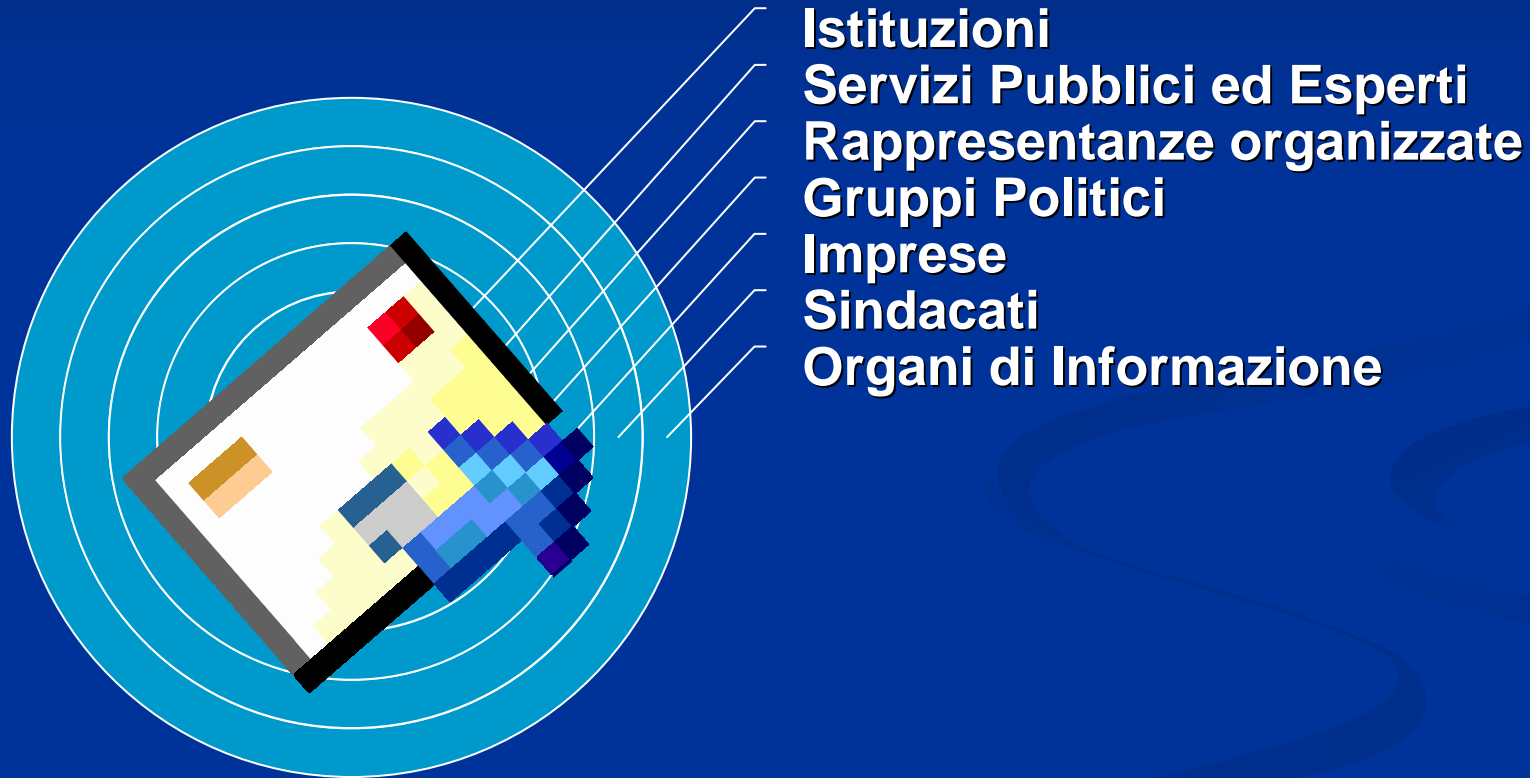 Istituzioni
Servizi Pubblici ed Esperti
Rappresentanze organizzate
Gruppi Politici
Imprese
Sindacati
Organi di Informazione